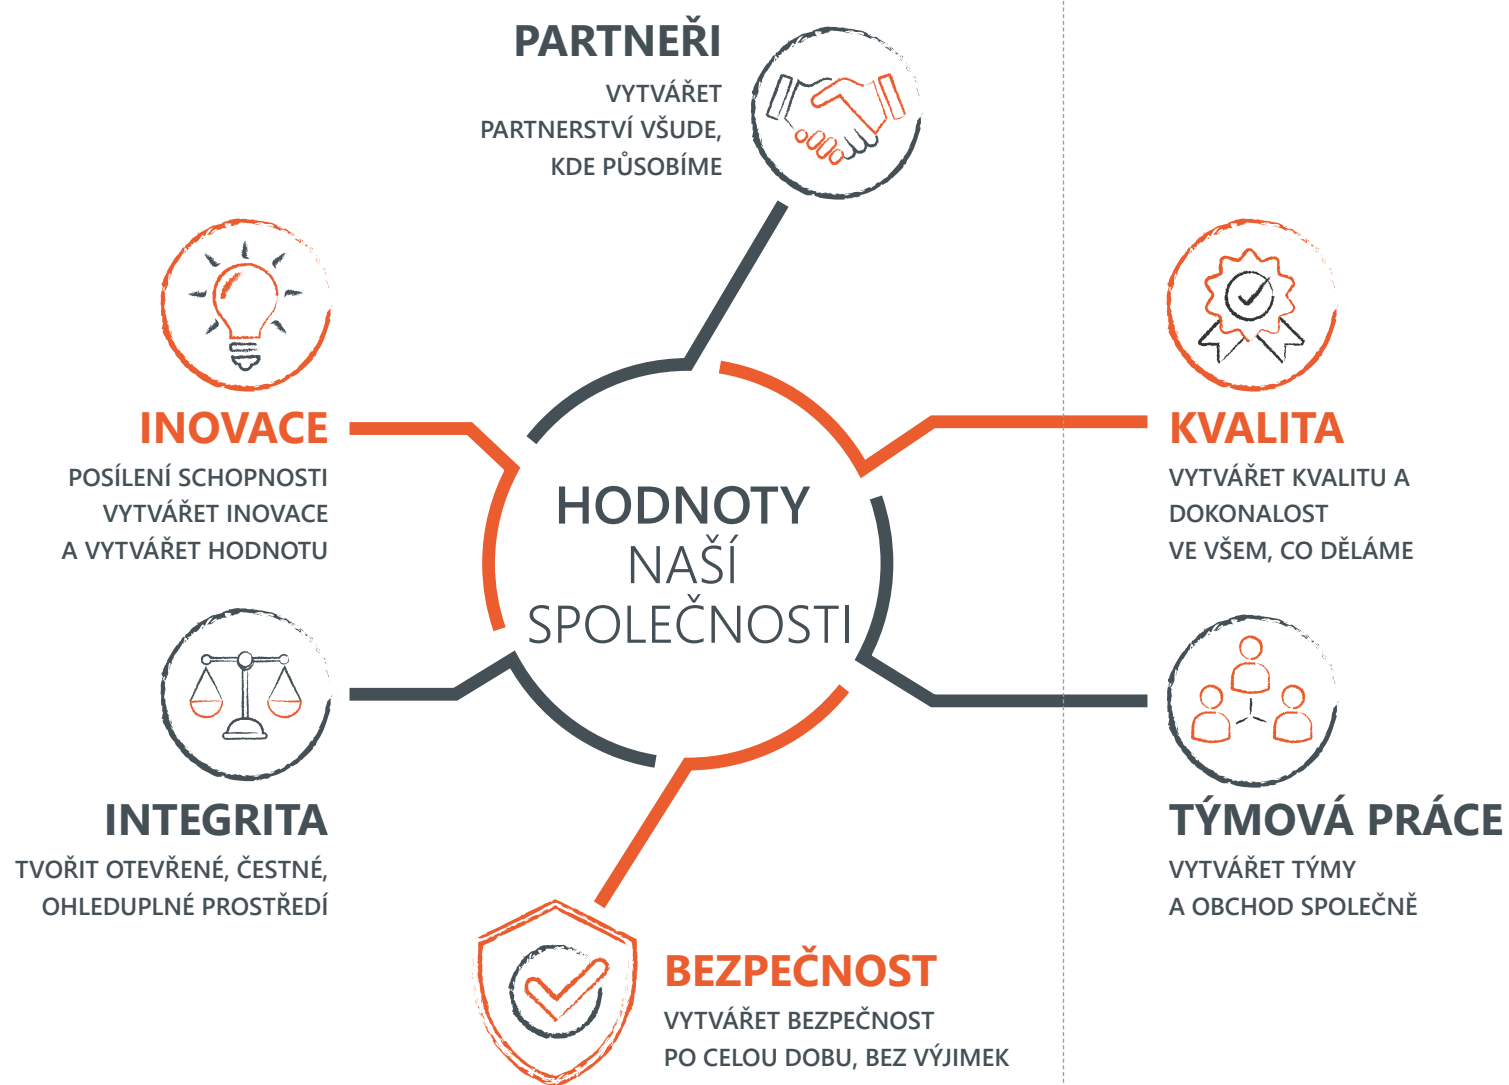 PARTNEŘI
VYTVÁŘET
PARTNERSTVÍ VŠUDE,
KDE PŮSOBÍME
INOVACE
POSÍLENÍ SCHOPNOSTI
VYTVÁŘET INOVACE
A VYTVÁŘET HODNOTU
KVALITA
VYTVÁŘET KVALITU A
DOKONALOST
VE VŠEM, CO DĚLÁME
HODNOTY
NAŠÍ
SPOLEČNOSTI
INTEGRITA
TVOŘIT OTEVŘENÉ, ČESTNÉ,
OHLEDUPLNÉ PROSTŘEDÍ
TÝMOVÁ PRÁCE
VYTVÁŘET TÝMY
A OBCHOD SPOLEČNĚ
BEZPEČNOST
VYTVÁŘET BEZPEČNOST
PO CELOU DOBU, BEZ VÝJIMEK